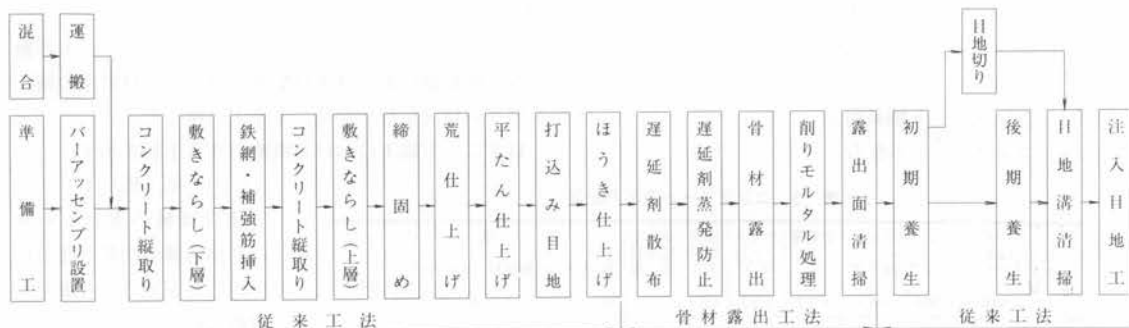 混合
運搬
目地切り
準備工
バーアッセンブリ設置
コンクリート縦取り
敷きならし(下層)
鉄網・補強筋挿入
コンクリート縦取り
敷きならし(上層)
締固め
荒仕上げ
平たん仕上げ
打込み目地
ほうき仕上げ
遅延剤散布
遅延剤蒸発防止
骨材露出
削りモルタル処理
露出面清掃
初期養生
後期養生
目地溝清掃
注入目地工
従来工法
骨材露出工法
従来工法